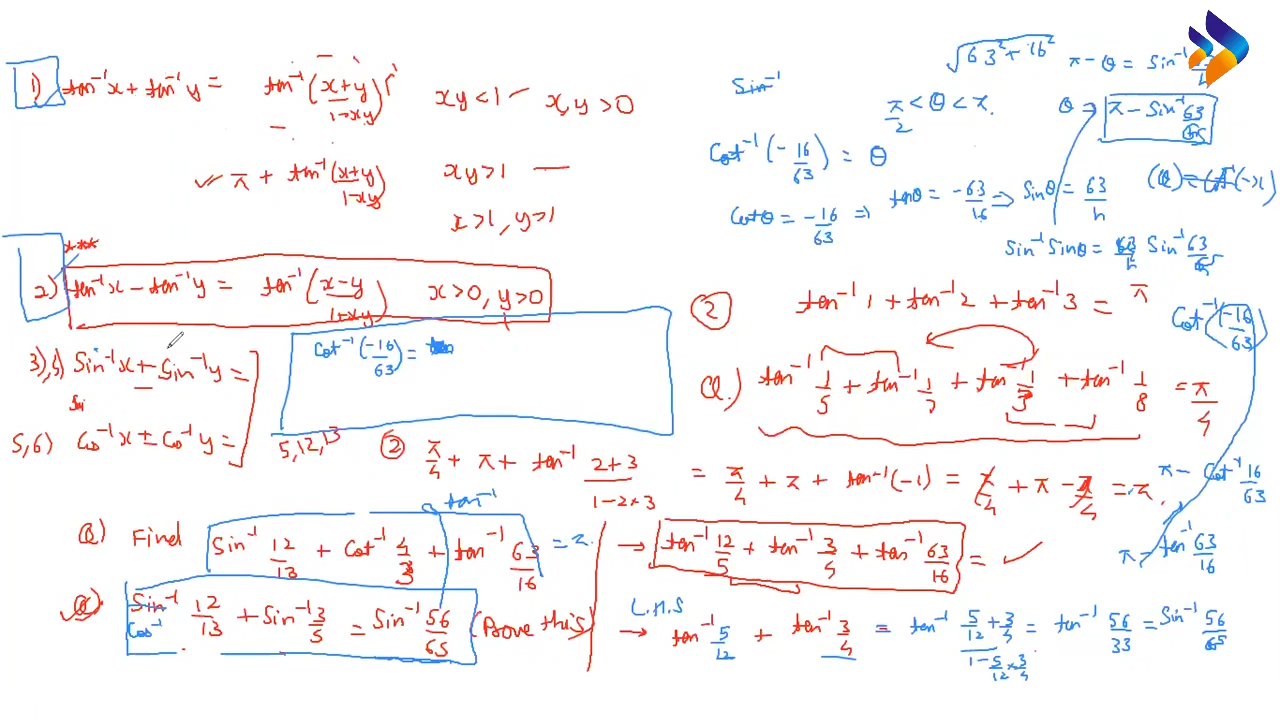 1) tan⁻¹x + tan⁻¹y = tan⁻¹(x+y/1-xy) xy<1 x,y>0
π + tan⁻¹(x+y/1-xy) xy>1
x>1, y>1
***
2) tan⁻¹x - tan⁻¹y = tan⁻¹(x-y/1+xy) x>0, y>0
Sin⁻¹x ± Sin⁻¹y =
5,6) Cos⁻¹x ± Cos⁻¹y =
Cot⁻¹(-16/63) =
5,12,13
② π/4 + π + tan⁻¹ 2+3/1-2×3 = π/4 + π + tan⁻¹(-1) = π/4 + π - π/4 = π.
Q) Find Sin⁻¹ 12/13 + Cot⁻¹ 4/3 + tan⁻¹ 63/16 = π
→ tan⁻¹ 12/5 + tan⁻¹ 3/4 + tan⁻¹ 63/16 =
tan⁻¹
Q). Sin⁻¹ Cos⁻¹ 12/13 + Sin⁻¹ 3/5 = Sin⁻¹ 56/65 (Prove this)
L.H.S
→ tan⁻¹ 5/12 + tan⁻¹ 3/4 = tan⁻¹ 5/12 + 3/4 / 1 - 5/12 × 3/4 = tan⁻¹ 56/33 = Sin⁻¹ 56/65
Sin⁻¹
√63²+16²
π - θ = Sin⁻¹
π/2 < θ < π.
θ = π - Sin⁻¹ 63/65
Cot⁻¹(-16/63) = θ
Cotθ = -16/63 ⇒ tanθ = -63/16 ⇒ Sinθ = 63/h
Sin⁻¹ Sinθ = Sin⁻¹ 63/65
② tan⁻¹1 + tan⁻¹2 + tan⁻¹3 = π
Q.) tan⁻¹ 1/5 + tan⁻¹ 1/7 + tan⁻¹ 1/3 + tan⁻¹ 1/8 = π/4
Cot⁻¹(-16/63)
π - Cot⁻¹ 16/63
π - tan⁻¹ 63/16